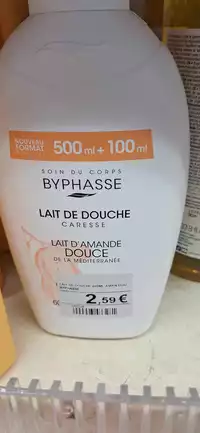 NOUVEAU
FORMAT
500 ml + 100 ml
SOIN DU CORPS
BYPHASSE
LAIT DE DOUCHE
CARESSE
LAIT D'AMANDE
DOUCE
DE LA MÉDITERRANÉE
BYPHASSE
2,59 €